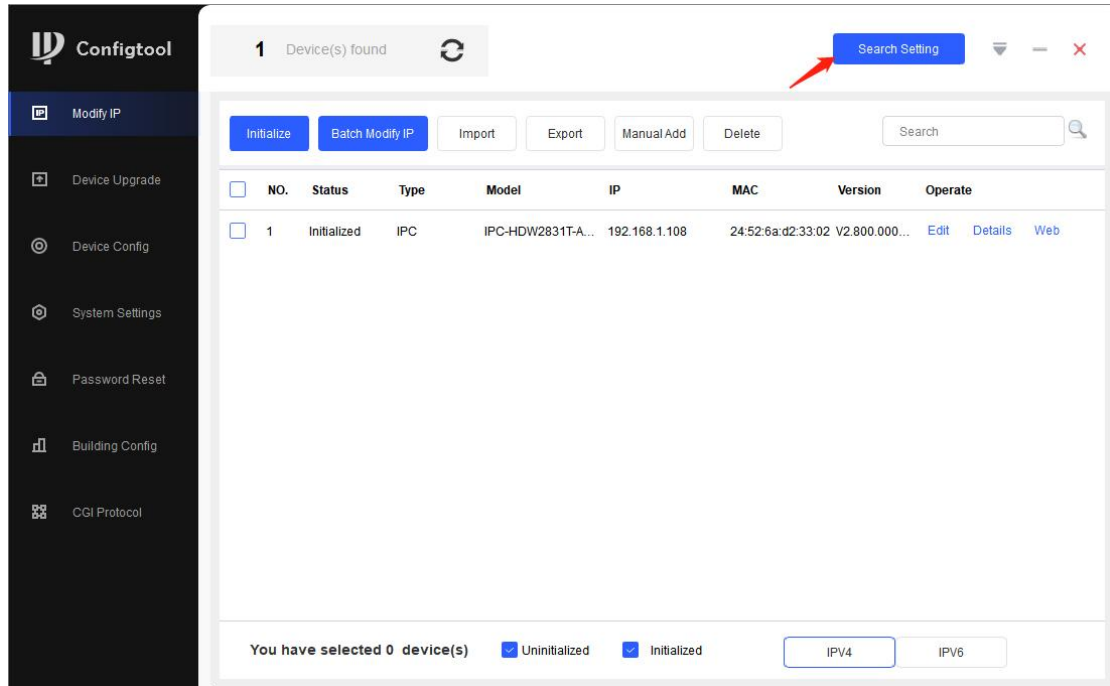 Configtool
1 Device(s) found
Search Setting
Modify IP
Device Upgrade
Device Config
System Settings
Password Reset
Building Config
CGI Protocol
Initialize Batch Modify IP Import Export Manual Add Delete Search
NO. Status Type Model IP MAC Version Operate
1 Initialized IPC IPC-HDW2831T-A... 192.168.1.108 24:52:6a:d2:33:02 V2.800.000... Edit Details Web
You have selected 0 device(s) Uninitialized Initialized IPV4 IPV6